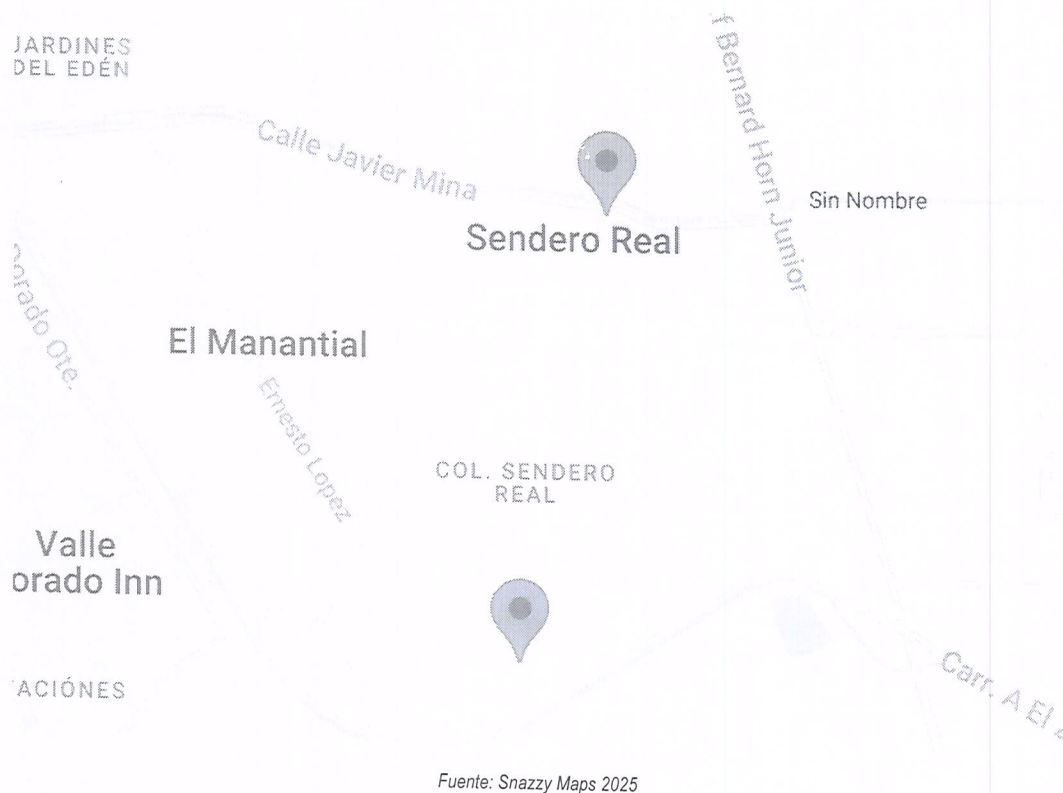 JARDINES
DEL EDÉN
f Bernard Horn Junior
Calle Javier Mina
Sin Nombre
Sendero Real
orado Ote.
El Manantial
Ernesto Lopez
COL. SENDERO
REAL
Valle
orado Inn
ACIÓNES
Carr. A El
Fuente: Snazzy Maps 2025